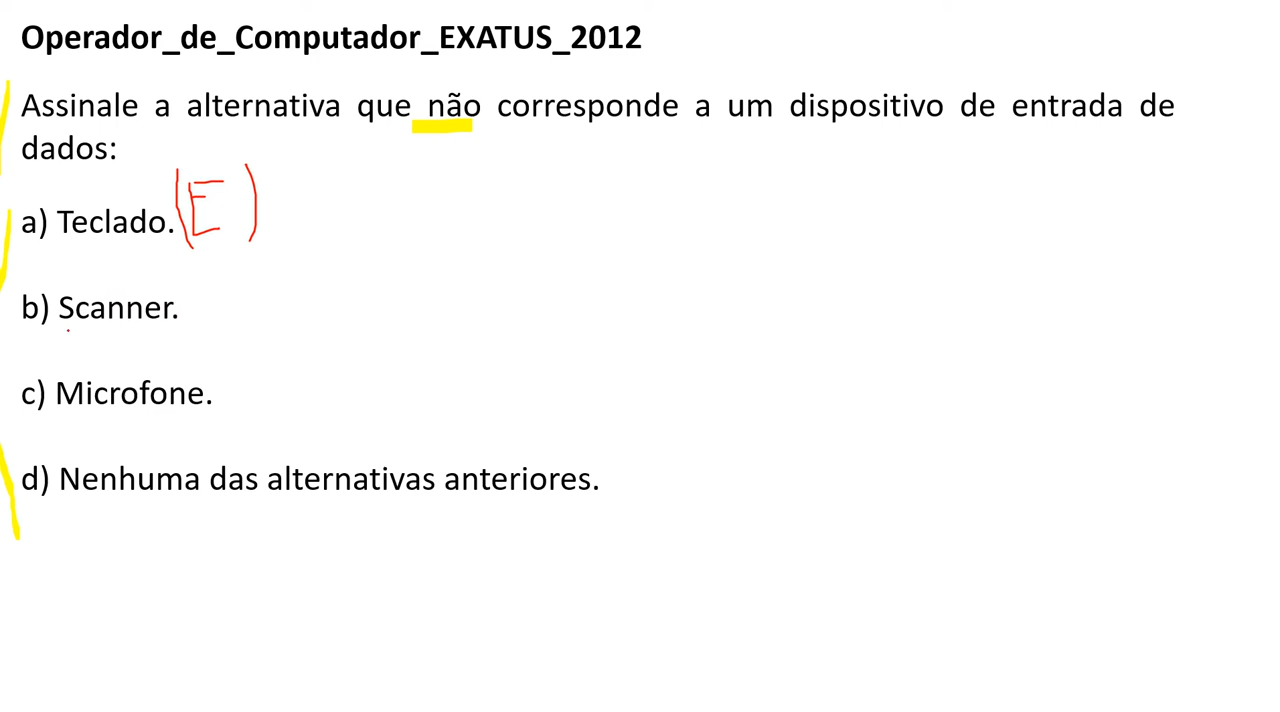 Operador_de_Computador_EXATUS_2012
Assinale a alternativa que não corresponde a um dispositivo de entrada de
dados:
a) Teclado. (E )
b) Scanner.
c) Microfone.
d) Nenhuma das alternativas anteriores.